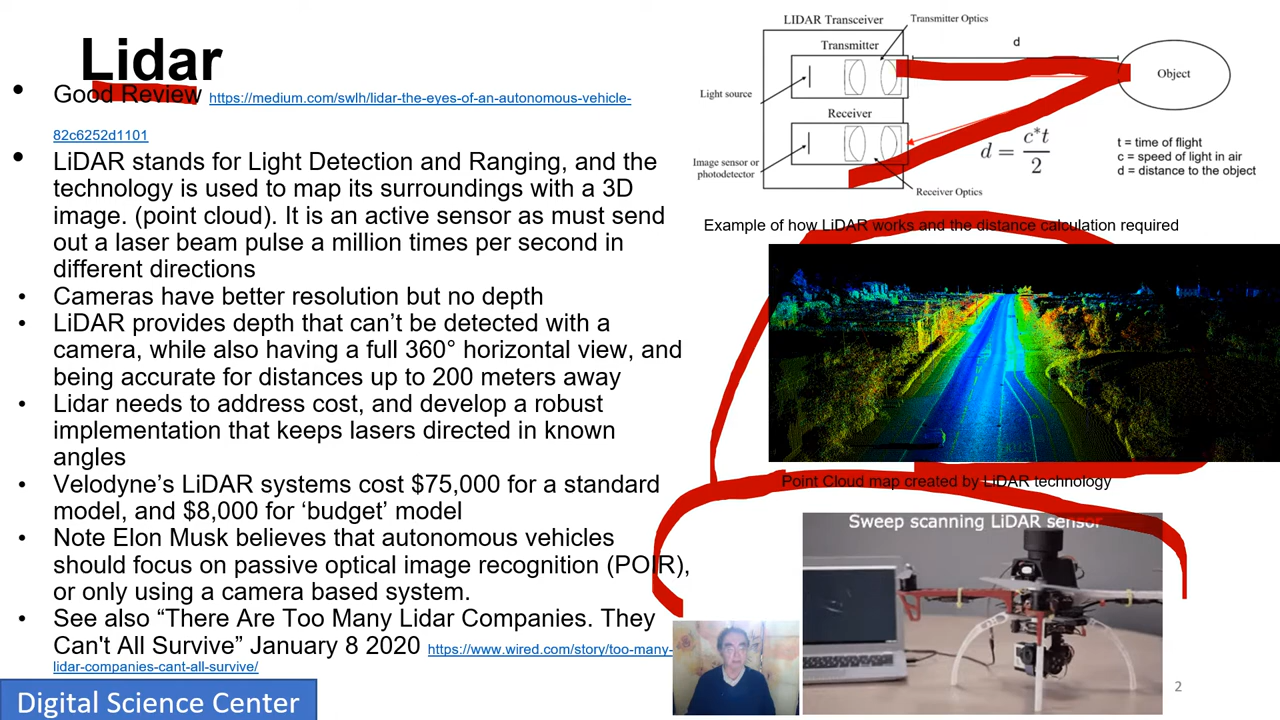 Lidar
• Good Review https://medium.com/swlh/lidar-the-eyes-of-an-autonomous-vehicle-
82c6252d1101
• LiDAR stands for Light Detection and Ranging, and the
technology is used to map its surroundings with a 3D
image. (point cloud). It is an active sensor as must send
out a laser beam pulse a million times per second in
different directions
• Cameras have better resolution but no depth
• LiDAR provides depth that can't be detected with a
camera, while also having a full 360° horizontal view, and
being accurate for distances up to 200 meters away
• Lidar needs to address cost, and develop a robust
implementation that keeps lasers directed in known
angles
• Velodyne's LiDAR systems cost $75,000 for a standard
model, and $8,000 for ‘budget’ model
• Note Elon Musk believes that autonomous vehicles
should focus on passive optical image recognition (POIR),
or only using a camera based system.
• See also “There Are Too Many Lidar Companies. They
Can't All Survive” January 8 2020 https://www.wired.com/story/too-many-
lidar-companies-cant-all-survive/
Digital Science Center
LIDAR Transceiver
Transmitter Optics
Transmitter
d
Object
Light source
Receiver
Image sensor or
photodetector
Receiver Optics
d = c*t
2
t = time of flight
c = speed of light in air
d = distance to the object
Example of how LiDAR works and the distance calculation required
Point Cloud map created by LIDAR technology
Sweep scanning LiDAR sensor
2